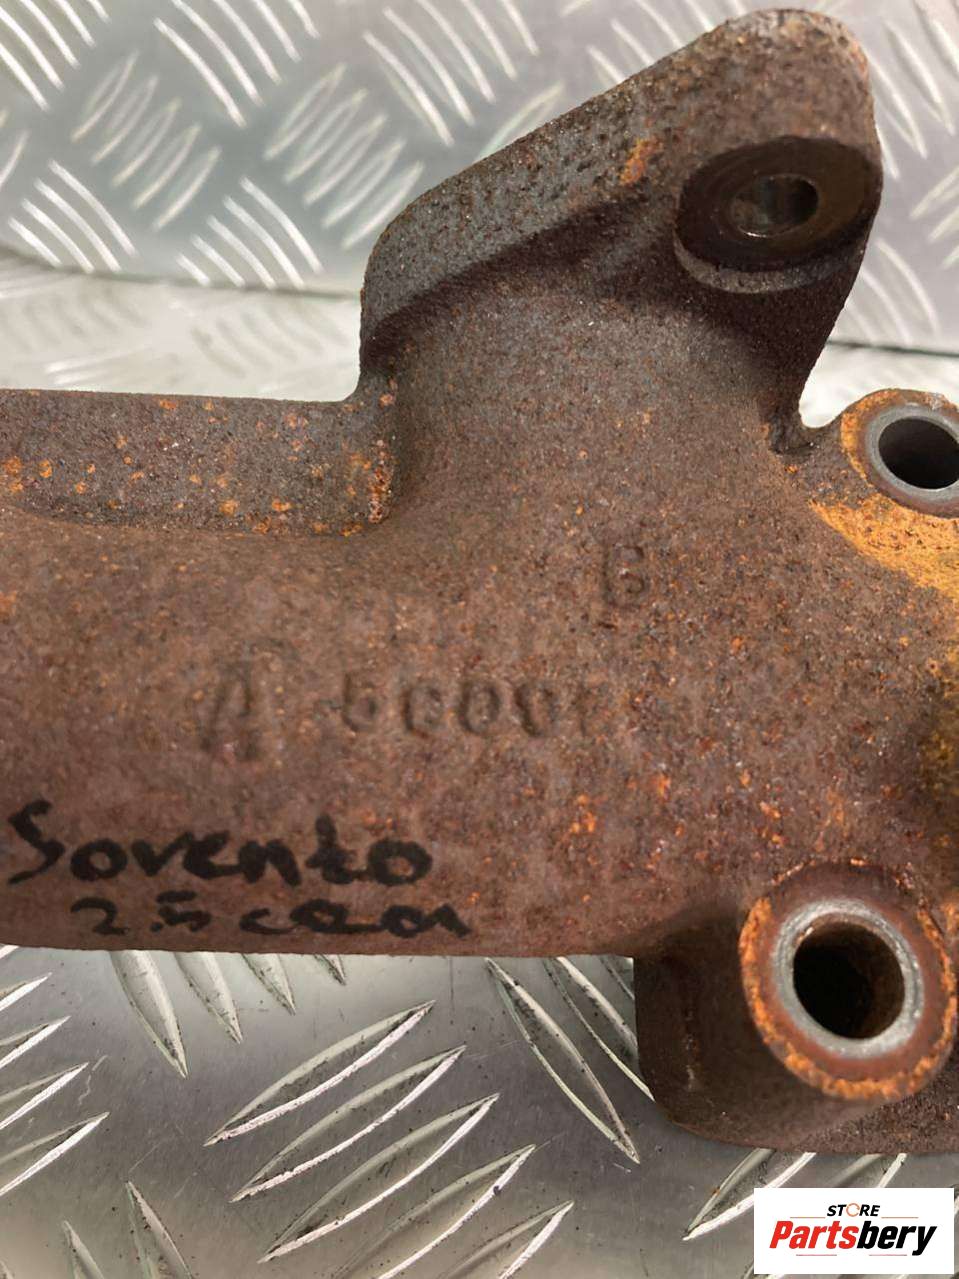 B
A
Sorento
2.5 CRDI
STORE
Partsbery